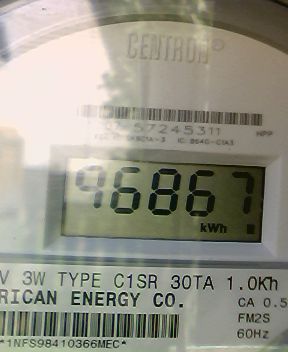 CENTRON
57245311
HPP
96867
kWh
V 3W TYPE C1SR 30TA 1.0Kh
RICAN ENERGY CO.
CA 0.5
FM2S
60Hz
*1NFS98410366MEC*